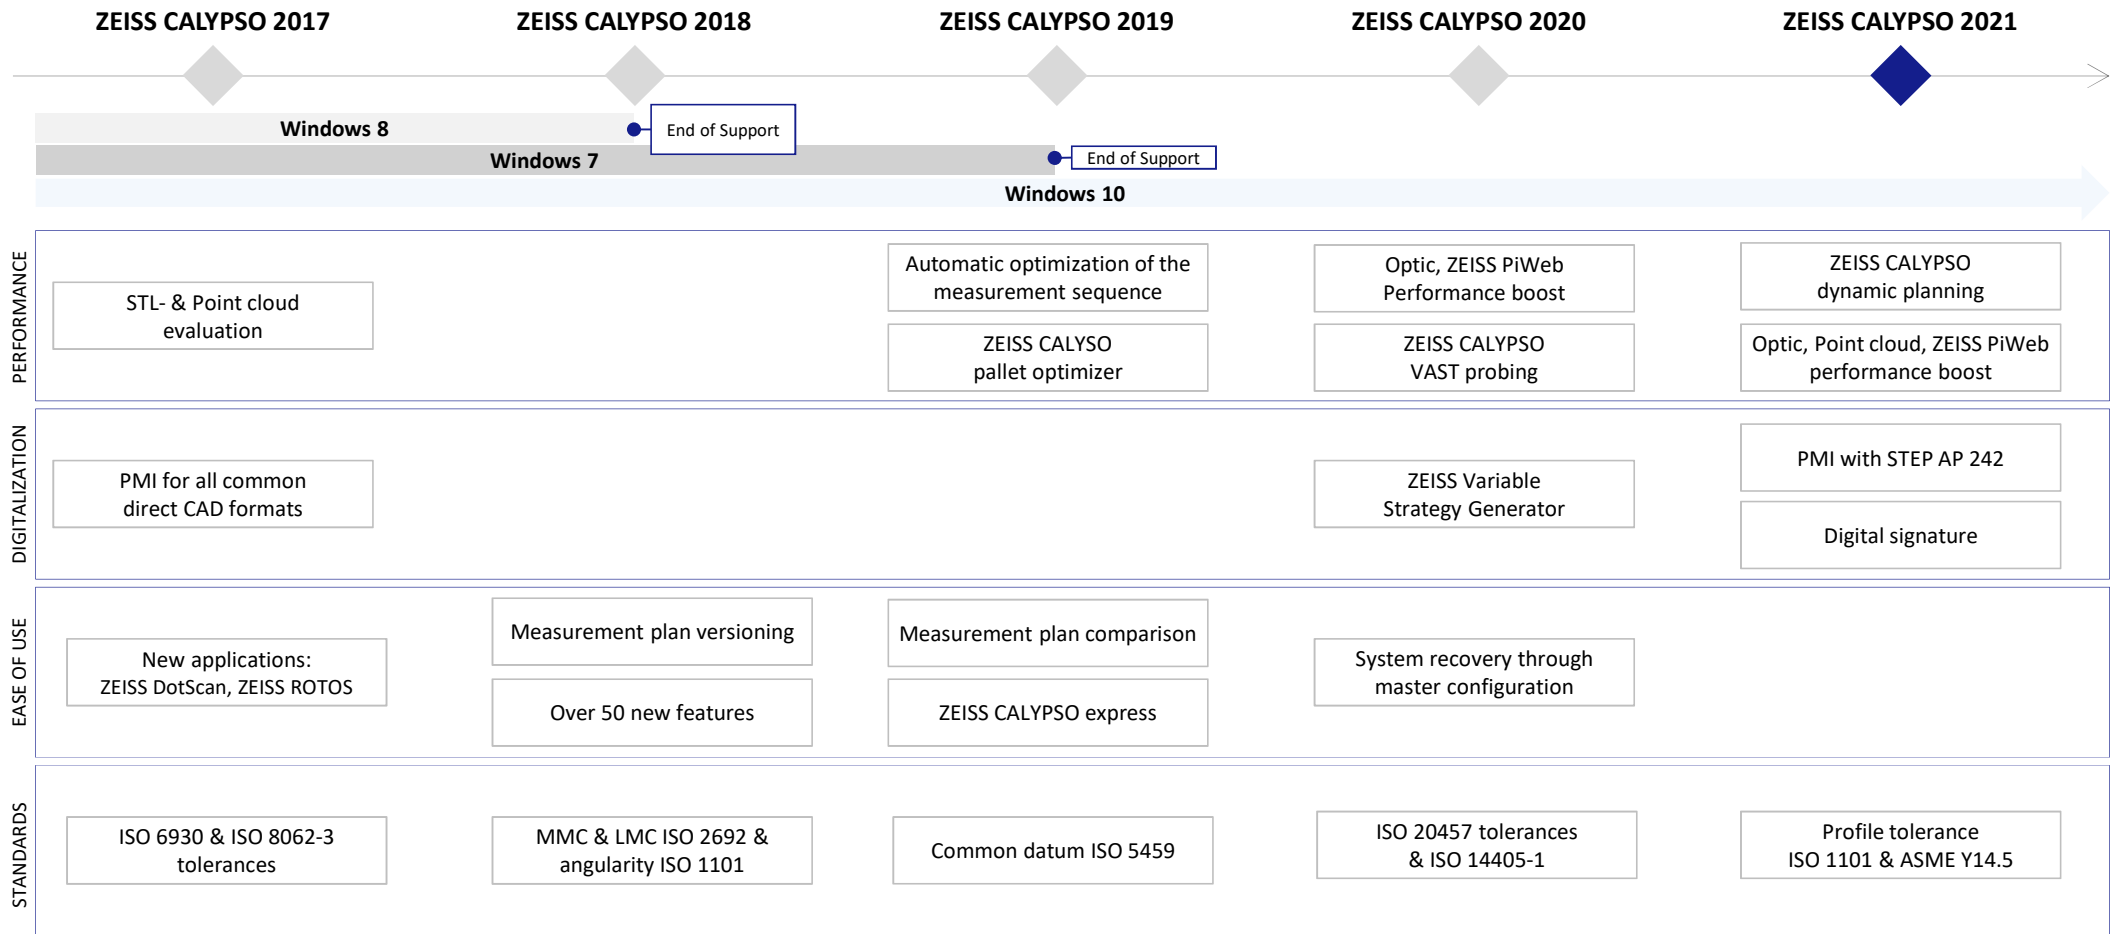 ZEISS CALYPSO 2017
ZEISS CALYPSO 2018
ZEISS CALYPSO 2019
ZEISS CALYPSO 2020
ZEISS CALYPSO 2021
Windows 8
End of Support
Windows 7
End of Support
Windows 10
PERFORMANCE
STL- & Point cloud
evaluation
Automatic optimization of the
measurement sequence
ZEISS CALYSO
pallet optimizer
Optic, ZEISS PiWeb
Performance boost
ZEISS CALYPSO
VAST probing
ZEISS CALYPSO
dynamic planning
Optic, Point cloud, ZEISS PiWeb
performance boost
DIGITALIZATION
PMI for all common
direct CAD formats
ZEISS Variable
Strategy Generator
PMI with STEP AP 242
Digital signature
EASE OF USE
New applications:
ZEISS DotScan, ZEISS ROTOS
Measurement plan versioning
Over 50 new features
Measurement plan comparison
ZEISS CALYPSO express
System recovery through
master configuration
STANDARDS
ISO 6930 & ISO 8062-3
tolerances
MMC & LMC ISO 2692 &
angularity ISO 1101
Common datum ISO 5459
ISO 20457 tolerances
& ISO 14405-1
Profile tolerance
ISO 1101 & ASME Y14.5